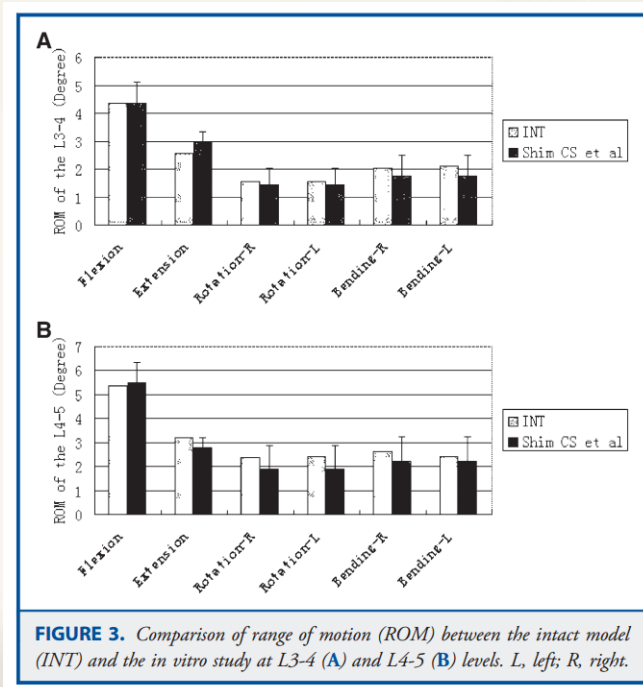 A
ROM of the L3-4 (Degree)
6
5
4
3
2
1
0
Flexion
Extension
Rotation-R
Rotation-L
Bending-R
Bending-L
INT
Shim CS et al
B
ROM of the L4-5 (Degree)
7
6
5
4
3
2
1
0
Flexion
Extension
Rotation-R
Rotation-L
Bending-R
Bending-L
INT
Shim CS et al
FIGURE 3. Comparison of range of motion (ROM) between the intact model
(INT) and the in vitro study at L3-4 (A) and L4-5 (B) levels. L, left; R, right.